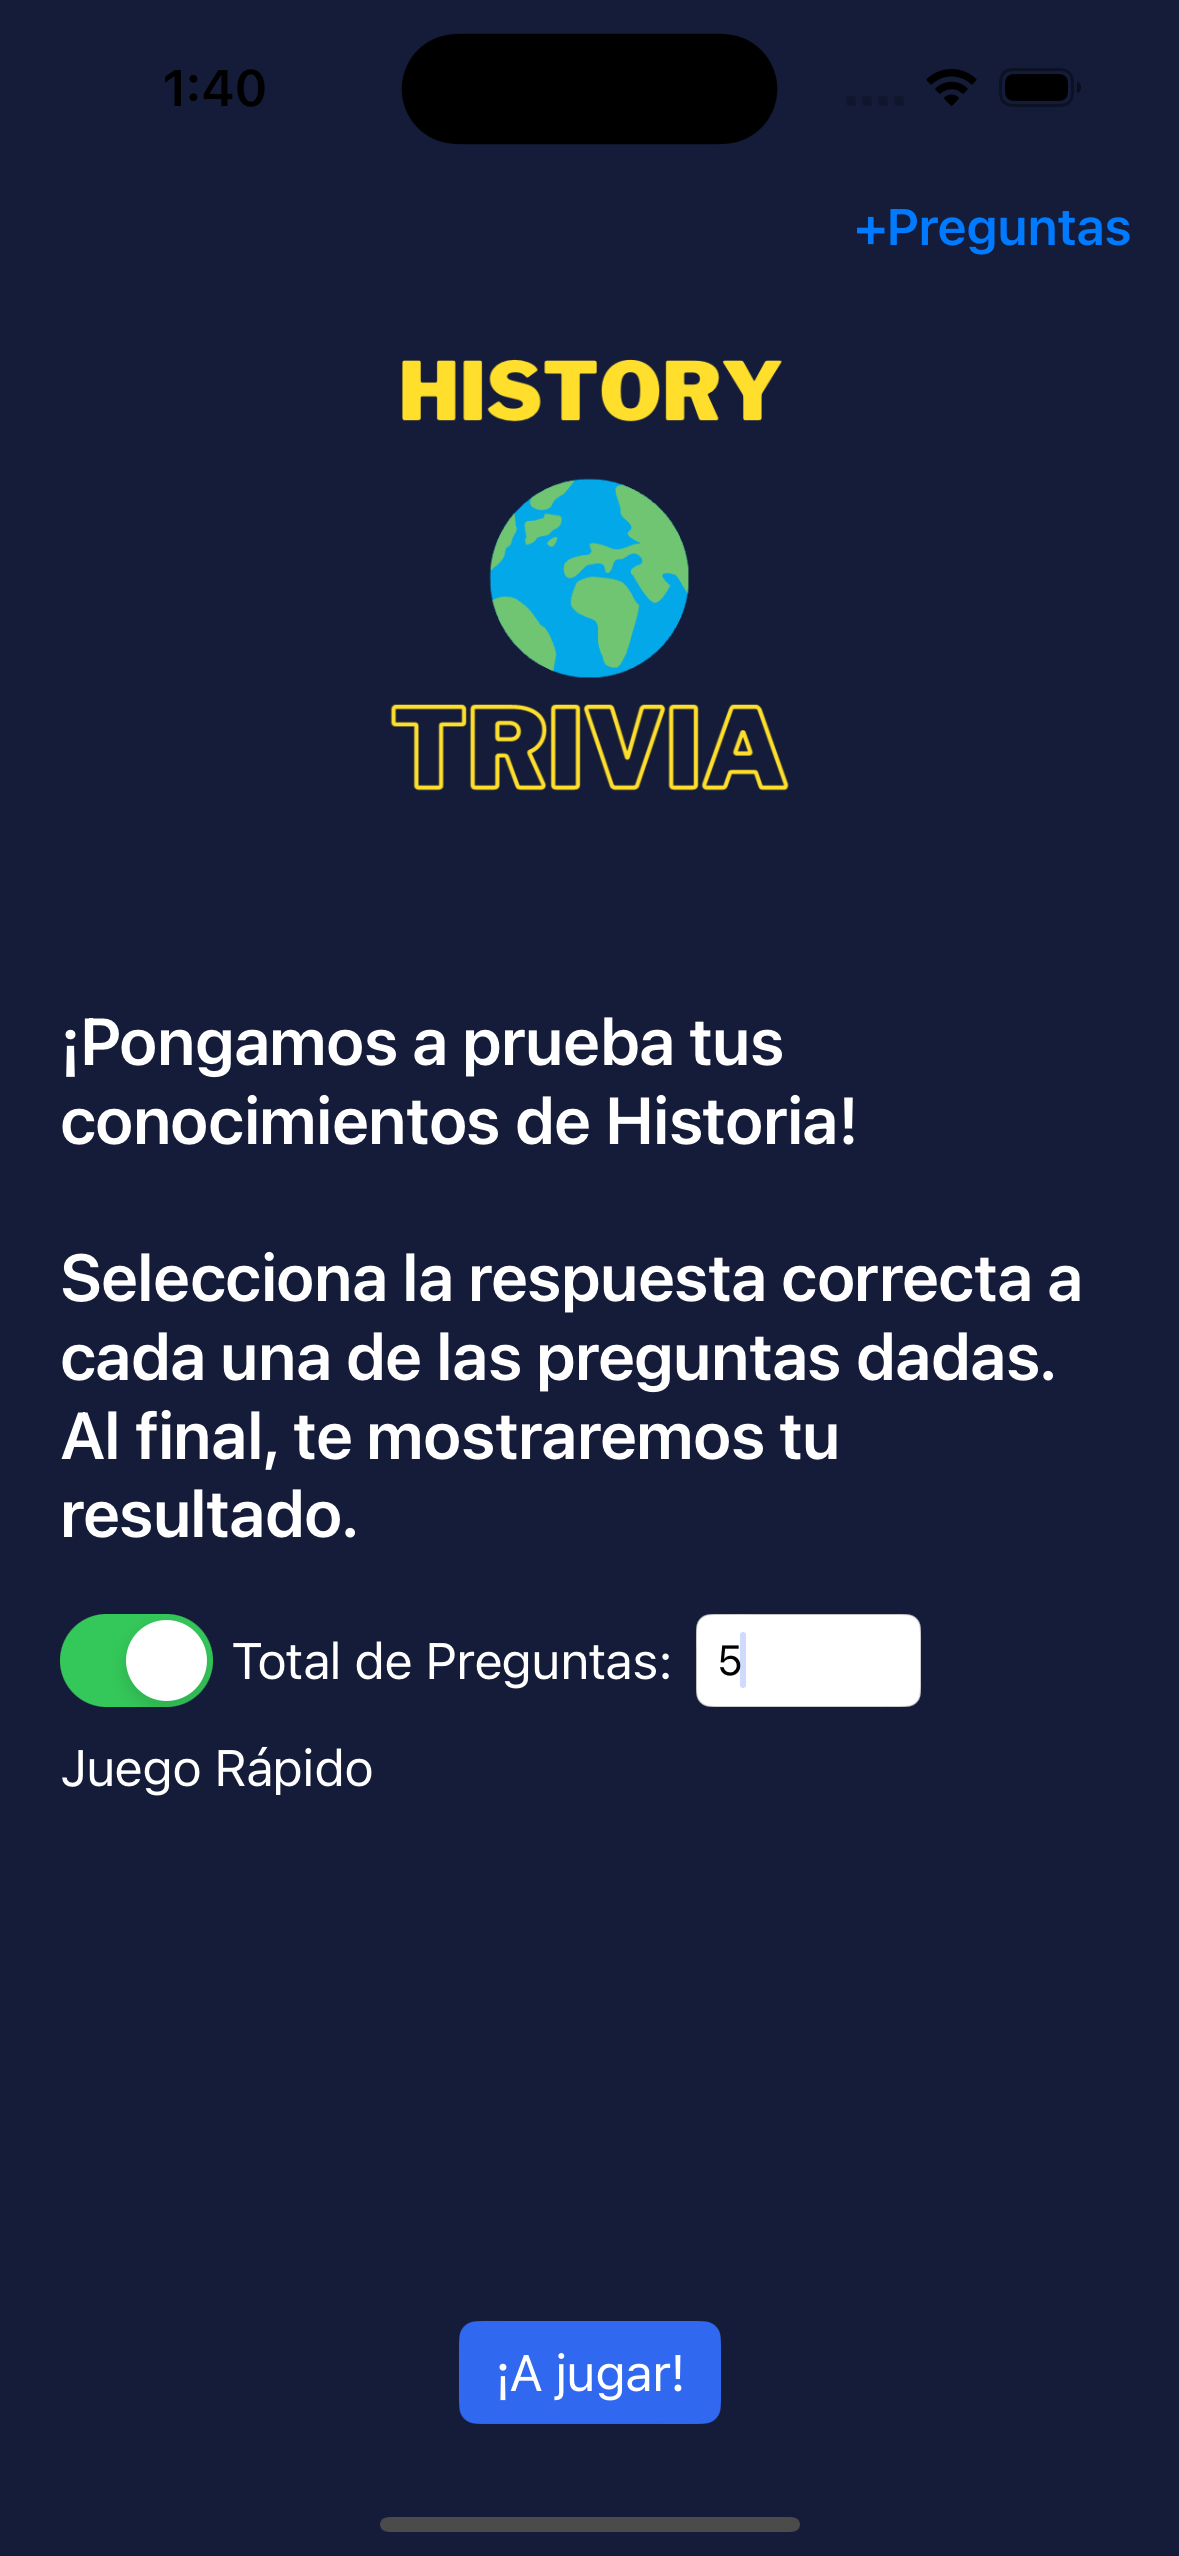 1:40
+Preguntas
HISTORY
TRIVIA
¡Pongamos a prueba tus
conocimientos de Historia!
Selecciona la respuesta correcta a
cada una de las preguntas dadas.
Al final, te mostraremos tu
resultado.
Total de Preguntas: 5
Juego Rápido
¡A jugar!